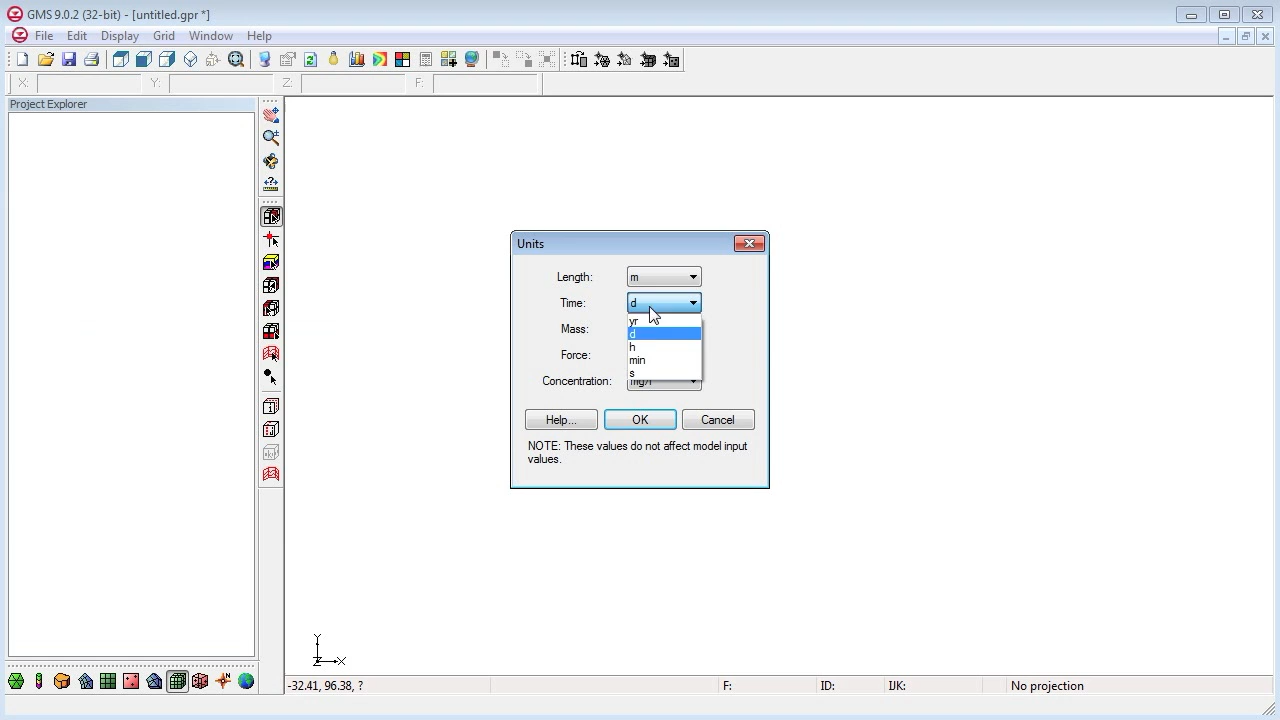 GMS 9.0.2 (32-bit) - [untitled.gpr *]
File Edit Display Grid Window Help
X: Y: Z: F:
Project Explorer
Units
Length: m
Time: d
yr
Mass:
d
h
Force:
min
s
Concentration: mg/l
Help... OK Cancel
NOTE: These values do not affect model input
values.
Y
Z X
-32.41, 96.38, ? F: ID: IJK: No projection